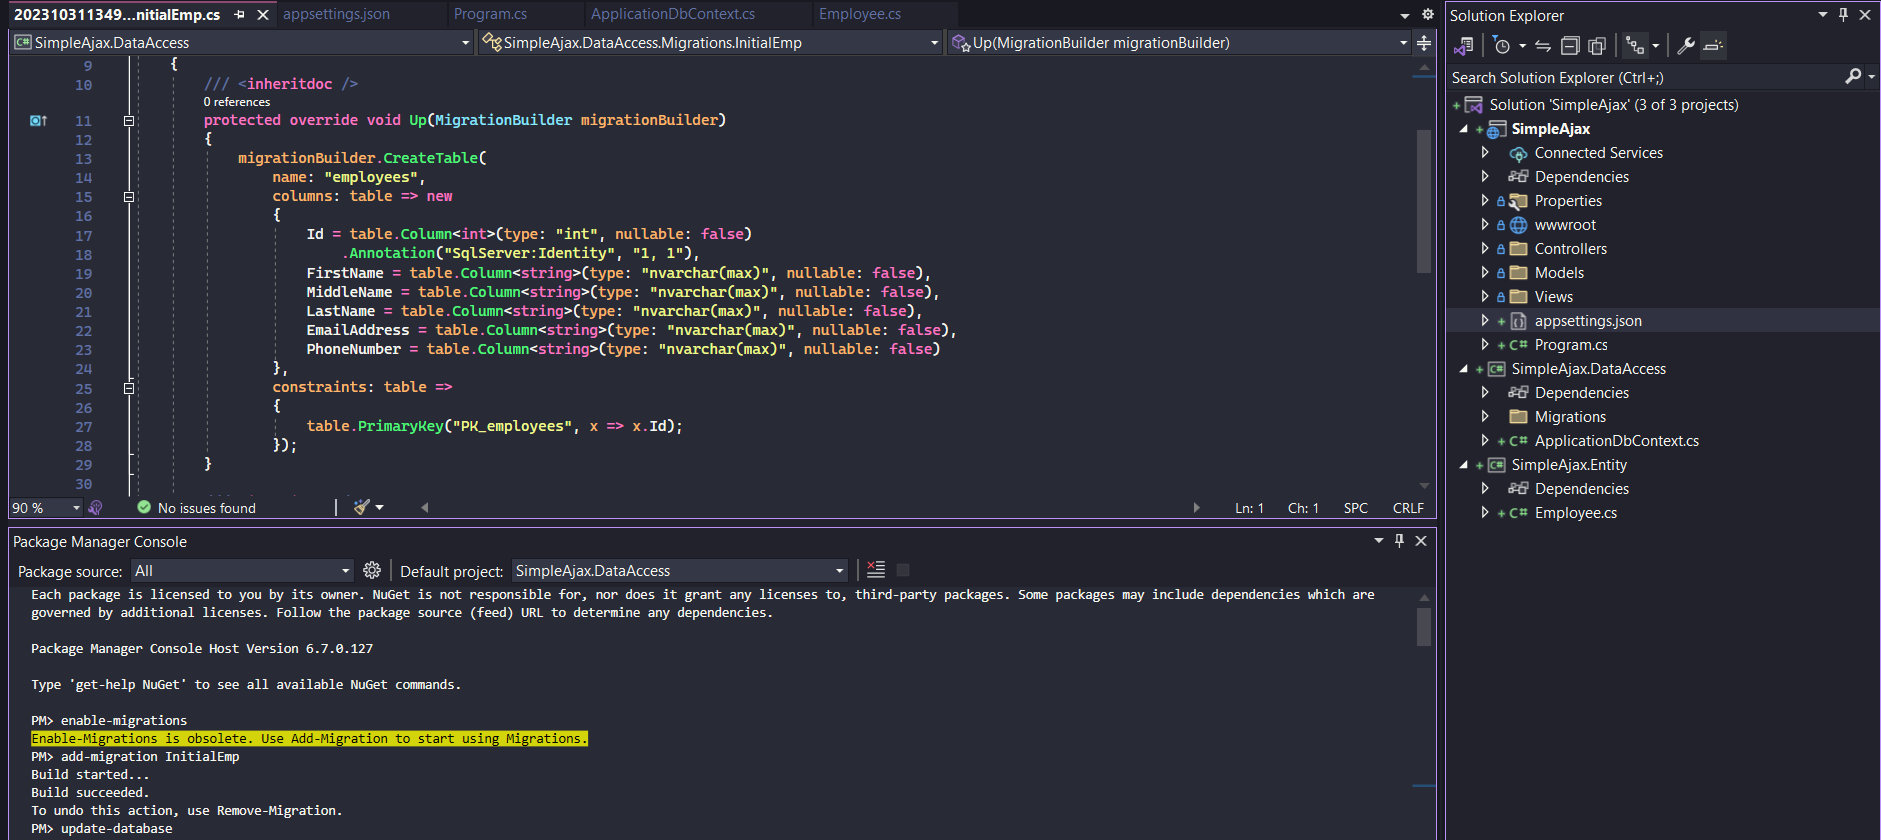 202310311349...nitialEmp.cs
appsettings.json
Program.cs
ApplicationDbContext.cs
Employee.cs
SimpleAjax.DataAccess
SimpleAjax.DataAccess.Migrations.InitialEmp
Up(MigrationBuilder migrationBuilder)
9 {
10 /// <inheritdoc />
0 references
11 protected override void Up(MigrationBuilder migrationBuilder)
12 {
13 migrationBuilder.CreateTable(
14 name: "employees",
15 columns: table => new
16 {
17 Id = table.Column<int>(type: "int", nullable: false)
18 .Annotation("SqlServer:Identity", "1, 1"),
19 FirstName = table.Column<string>(type: "nvarchar(max)", nullable: false),
20 MiddleName = table.Column<string>(type: "nvarchar(max)", nullable: false),
21 LastName = table.Column<string>(type: "nvarchar(max)", nullable: false),
22 EmailAddress = table.Column<string>(type: "nvarchar(max)", nullable: false),
23 PhoneNumber = table.Column<string>(type: "nvarchar(max)", nullable: false)
24 },
25 constraints: table =>
26 {
27 table.PrimaryKey("PK_employees", x => x.Id);
28 });
29 }
30
90 %
No issues found
Ln: 1 Ch: 1 SPC CRLF
Package Manager Console
Package source: All
Default project: SimpleAjax.DataAccess
Each package is licensed to you by its owner. NuGet is not responsible for, nor does it grant any licenses to, third-party packages. Some packages may include dependencies which are
governed by additional licenses. Follow the package source (feed) URL to determine any dependencies.
Package Manager Console Host Version 6.7.0.127
Type 'get-help NuGet' to see all available NuGet commands.
PM> enable-migrations
Enable-Migrations is obsolete. Use Add-Migration to start using Migrations.
PM> add-migration InitialEmp
Build started...
Build succeeded.
To undo this action, use Remove-Migration.
PM> update-database
Solution Explorer
Search Solution Explorer (Ctrl+;)
Solution 'SimpleAjax' (3 of 3 projects)
SimpleAjax
Connected Services
Dependencies
Properties
wwwroot
Controllers
Models
Views
appsettings.json
C# Program.cs
C# SimpleAjax.DataAccess
Dependencies
Migrations
C# ApplicationDbContext.cs
C# SimpleAjax.Entity
Dependencies
C# Employee.cs